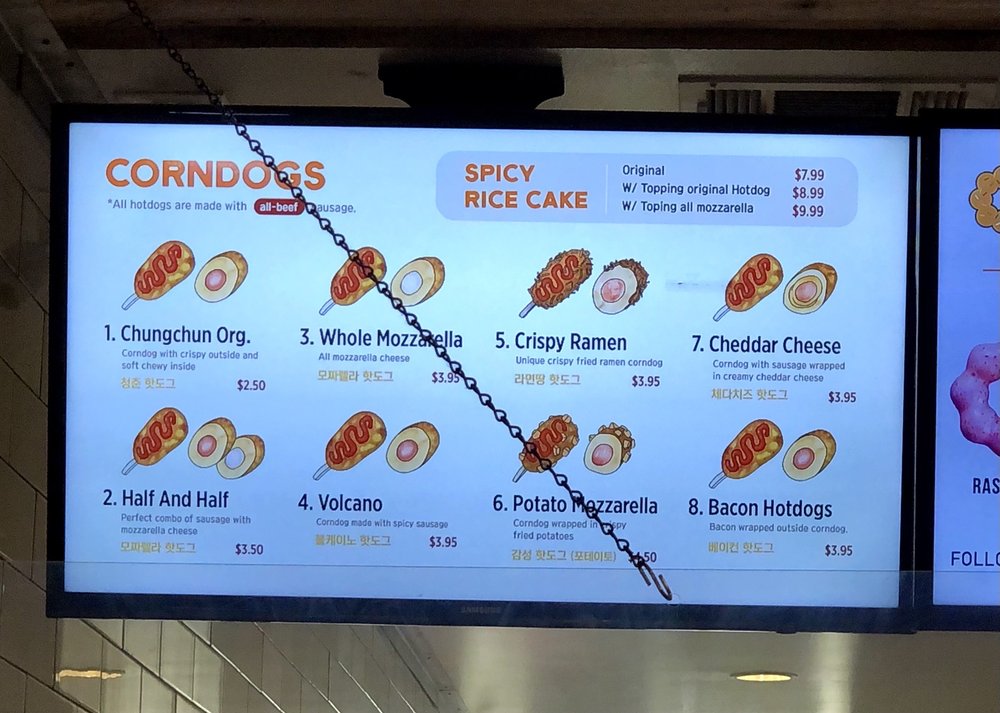 CORNDOGS
*All hotdogs are made with all-beef sausage.
SPICY
RICE CAKE
Original $7.99
W/ Topping original Hotdog $8.99
W/ Toping all mozzarella $9.99
1. Chungchun Org.
Corndog with crispy outside and
soft chewy inside
청춘 핫도그 $2.50
3. Whole Mozzarella
All mozzarella cheese
모짜렐라 핫도그 $3.95
5. Crispy Ramen
Unique crispy fried ramen corndog
라면땅 핫도그 $3.95
7. Cheddar Cheese
Corndog with sausage wrapped
in creamy cheddar cheese
체다치즈 핫도그 $3.95
2. Half And Half
Perfect combo of sausage with
mozzarella cheese
모짜렐라 핫도그 $3.50
4. Volcano
Corndog made with spicy sausage
볼케이노 핫도그 $3.95
6. Potato Mozzarella
Corndog wrapped in crispy
fried potatoes
감성 핫도그 (포테이토)
8. Bacon Hotdogs
Bacon wrapped outside corndog.
베이컨 핫도그 $3.95
SAMSUNG
RAS
FOLLO